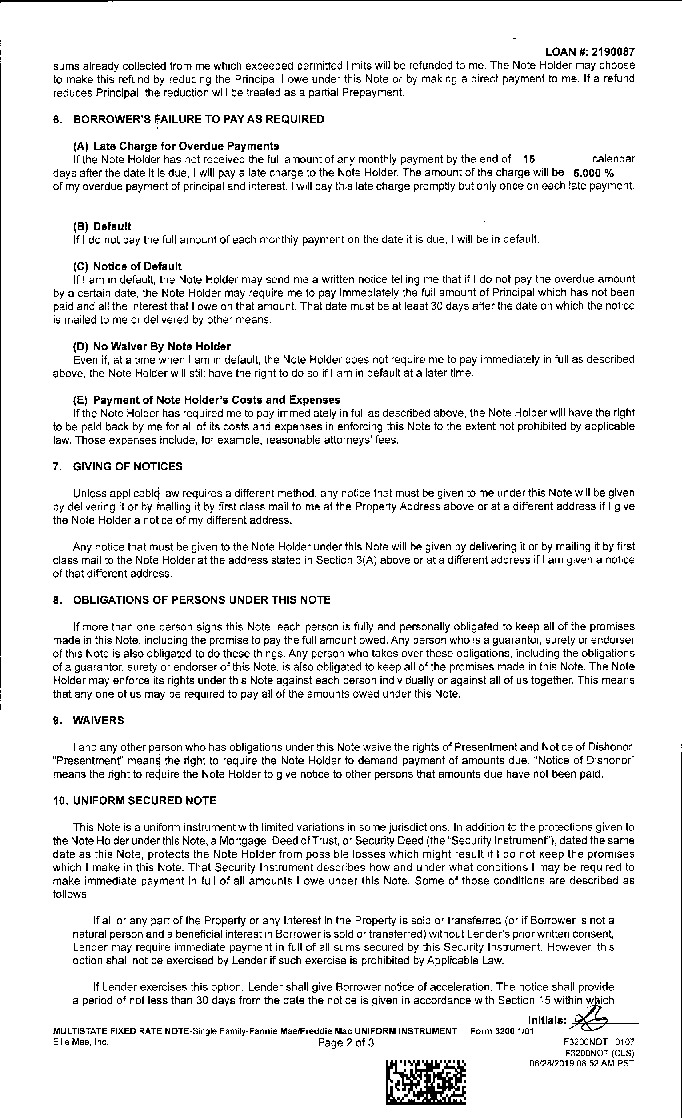 LOAN #: 2190087
sums already collected from me which exceeded permitted limits will be refunded to me. The Note Holder may choose
to make this refund by reducing the Principal I owe under this Note or by making a direct payment to me. If a refund
reduces Principal, the reduction will be treated as a partial Prepayment.
6. BORROWER'S FAILURE TO PAY AS REQUIRED
(A) Late Charge for Overdue Payments
If the Note Holder has not received the full amount of any monthly payment by the end of 15 calendar
days after the date it is due, I will pay a late charge to the Note Holder. The amount of the charge will be 5.000 %
of my overdue payment of principal and interest. I will pay this late charge promptly but only once on each late payment.
(B) Default
If I do not pay the full amount of each monthly payment on the date it is due, I will be in default.
(C) Notice of Default
If I am in default, the Note Holder may send me a written notice telling me that if I do not pay the overdue amount
by a certain date, the Note Holder may require me to pay immediately the full amount of Principal which has not been
paid and all the interest that I owe on that amount. That date must be at least 30 days after the date on which the notice
is mailed to me or delivered by other means.
(D) No Waiver By Note Holder
Even if, at a time when I am in default, the Note Holder does not require me to pay immediately in full as described
above, the Note Holder will still have the right to do so if I am in default at a later time.
(E) Payment of Note Holder's Costs and Expenses
If the Note Holder has required me to pay immediately in full as described above, the Note Holder will have the right
to be paid back by me for all of its costs and expenses in enforcing this Note to the extent not prohibited by applicable
law. Those expenses include, for example, reasonable attorneys' fees.
7. GIVING OF NOTICES
Unless applicable law requires a different method, any notice that must be given to me under this Note will be given
by delivering it or by mailing it by first class mail to me at the Property Address above or at a different address if I give
the Note Holder a notice of my different address.
Any notice that must be given to the Note Holder under this Note will be given by delivering it or by mailing it by first
class mail to the Note Holder at the address stated in Section 3(A) above or at a different address if I am given a notice
of that different address.
8. OBLIGATIONS OF PERSONS UNDER THIS NOTE
If more than one person signs this Note, each person is fully and personally obligated to keep all of the promises
made in this Note, including the promise to pay the full amount owed. Any person who is a guarantor, surety or endorser
of this Note is also obligated to do these things. Any person who takes over these obligations, including the obligations
of a guarantor, surety or endorser of this Note, is also obligated to keep all of the promises made in this Note. The Note
Holder may enforce its rights under this Note against each person individually or against all of us together. This means
that any one of us may be required to pay all of the amounts owed under this Note.
9. WAIVERS
I and any other person who has obligations under this Note waive the rights of Presentment and Notice of Dishonor.
"Presentment" means the right to require the Note Holder to demand payment of amounts due. "Notice of Dishonor"
means the right to require the Note Holder to give notice to other persons that amounts due have not been paid.
10. UNIFORM SECURED NOTE
This Note is a uniform instrument with limited variations in some jurisdictions. In addition to the protections given to
the Note Holder under this Note, a Mortgage, Deed of Trust, or Security Deed (the "Security Instrument"), dated the same
date as this Note, protects the Note Holder from possible losses which might result if I do not keep the promises
which I make in this Note. That Security Instrument describes how and under what conditions I may be required to
make immediate payment in full of all amounts I owe under this Note. Some of those conditions are described as
follows
If all or any part of the Property or any Interest in the Property is sold or transferred (or if Borrower is not a
natural person and a beneficial interest in Borrower is sold or transferred) without Lender's prior written consent,
Lender may require immediate payment in full of all sums secured by this Security Instrument. However, this
option shall not be exercised by Lender if such exercise is prohibited by Applicable Law.
If Lender exercises this option, Lender shall give Borrower notice of acceleration. The notice shall provide
a period of not less than 30 days from the date the notice is given in accordance with Section 15 within which
Initials:
MULTISTATE FIXED RATE NOTE-Single Family-Fannie Mae/Freddie Mac UNIFORM INSTRUMENT Form 3200 1/01
Ellie Mae, Inc. Page 2 of 3 F3200NOT 0107
F3200NOT (CLS)
06/28/2019 06:52 AM PST